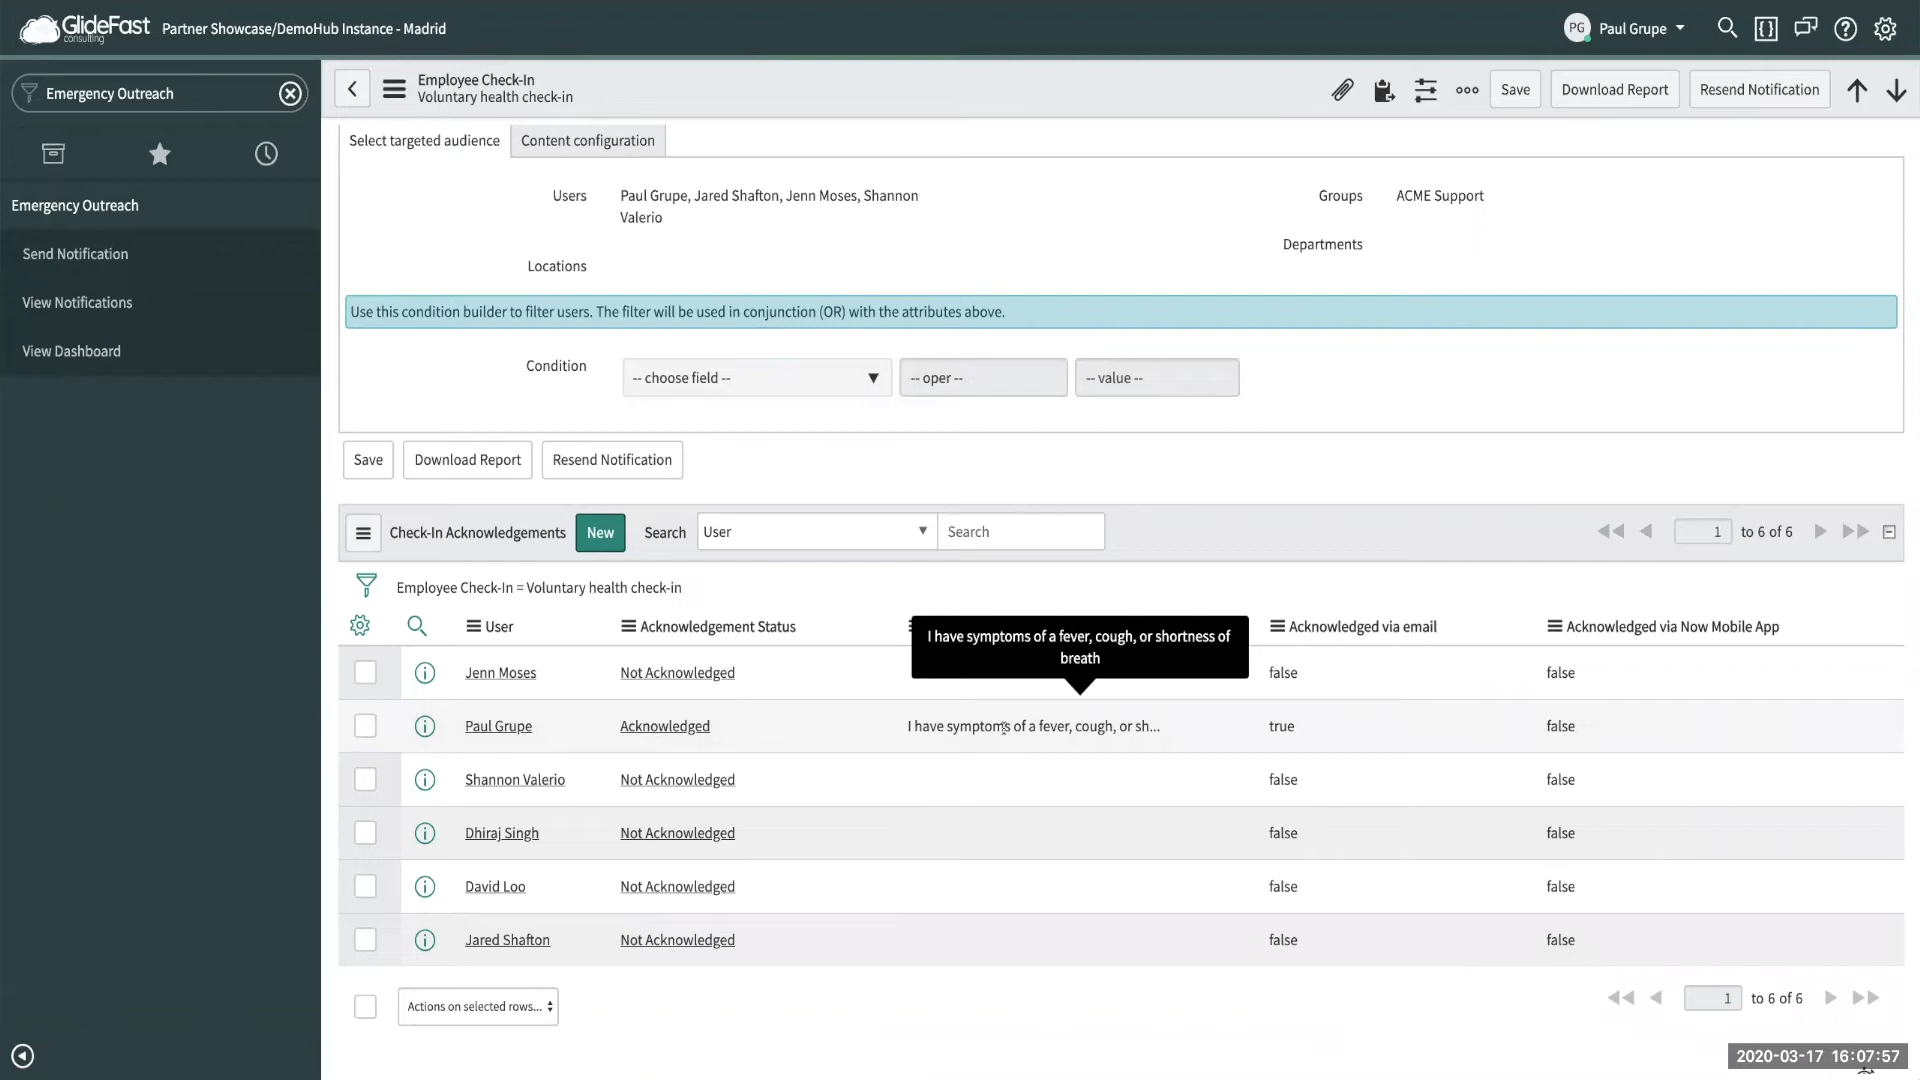 GlideFast
consulting
Partner Showcase/DemoHub Instance - Madrid
PG
Paul Grupe
Emergency Outreach
Emergency Outreach
Send Notification
View Notifications
View Dashboard
Employee Check-In
Voluntary health check-in
Save
Download Report
Resend Notification
Select targeted audience
Content configuration
Users
Paul Grupe, Jared Shafton, Jenn Moses, Shannon
Valerio
Groups
ACME Support
Departments
Locations
Use this condition builder to filter users. The filter will be used in conjunction (OR) with the attributes above.
Condition
-- choose field --
-- oper --
-- value --
Save
Download Report
Resend Notification
Check-In Acknowledgements
New
Search
User
Search
1
to 6 of 6
Employee Check-In = Voluntary health check-in
User
Acknowledgement Status
I have symptoms of a fever, cough, or shortness of
breath
Acknowledged via email
Acknowledged via Now Mobile App
Jenn Moses
Not Acknowledged
false
false
Paul Grupe
Acknowledged
I have symptoms of a fever, cough, or sh...
true
false
Shannon Valerio
Not Acknowledged
false
false
Dhiraj Singh
Not Acknowledged
false
false
David Loo
Not Acknowledged
false
false
Jared Shafton
Not Acknowledged
false
false
Actions on selected rows...
1
to 6 of 6
2020-03-17 16:07:57